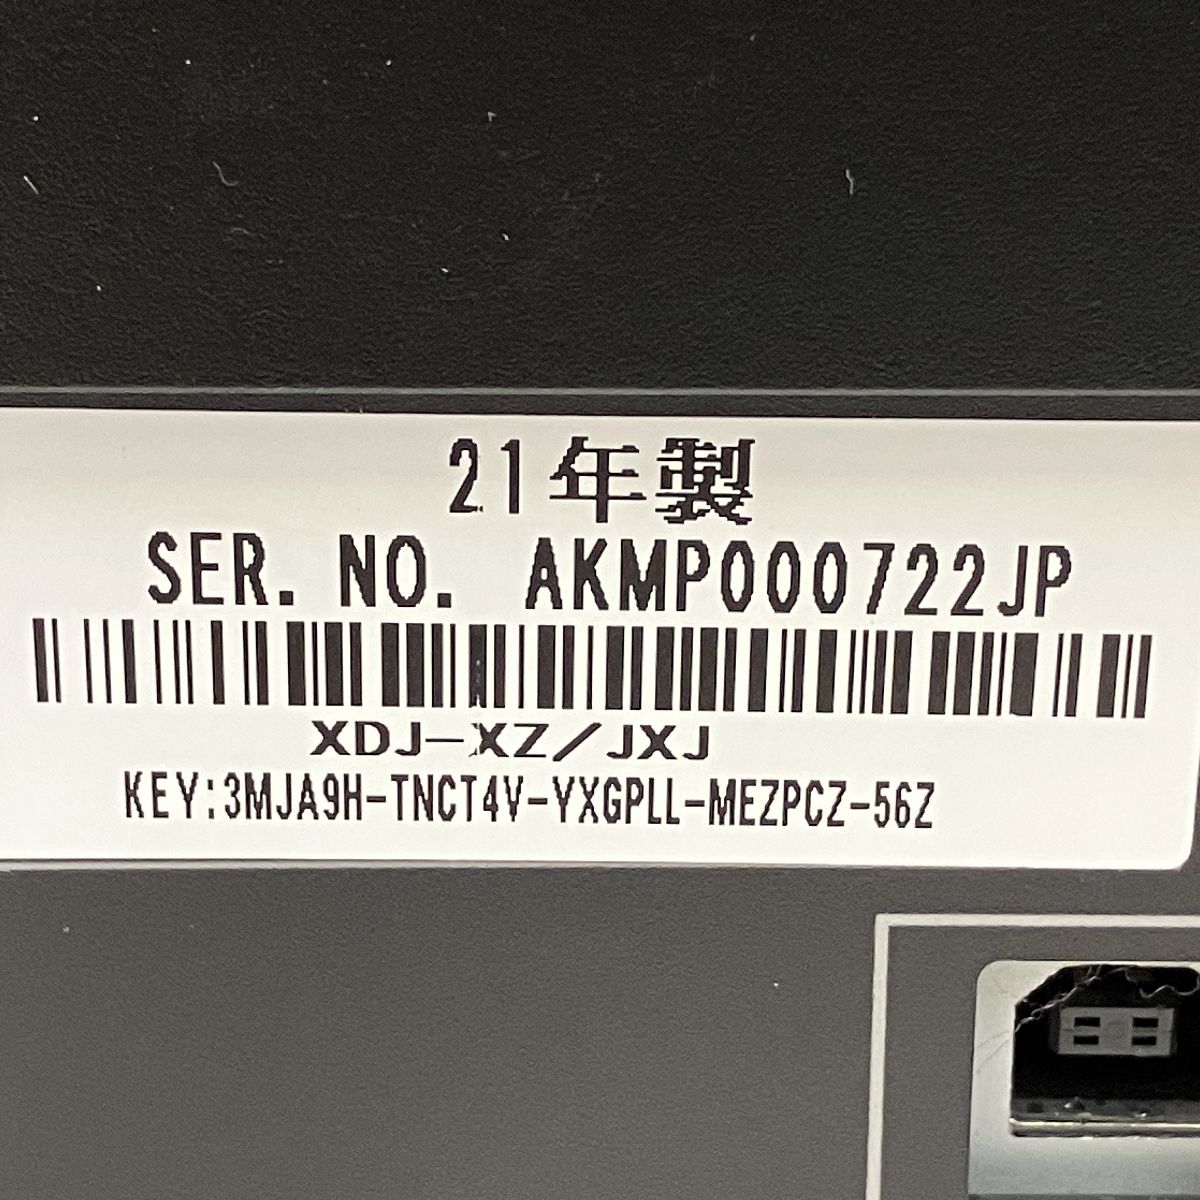 21年製
SER. NO. AKMP000722JP
XDJ-XZ/JXJ
KEY:3MJA9H-TNCT4V-YXGPLL-MEZPCZ-56Z